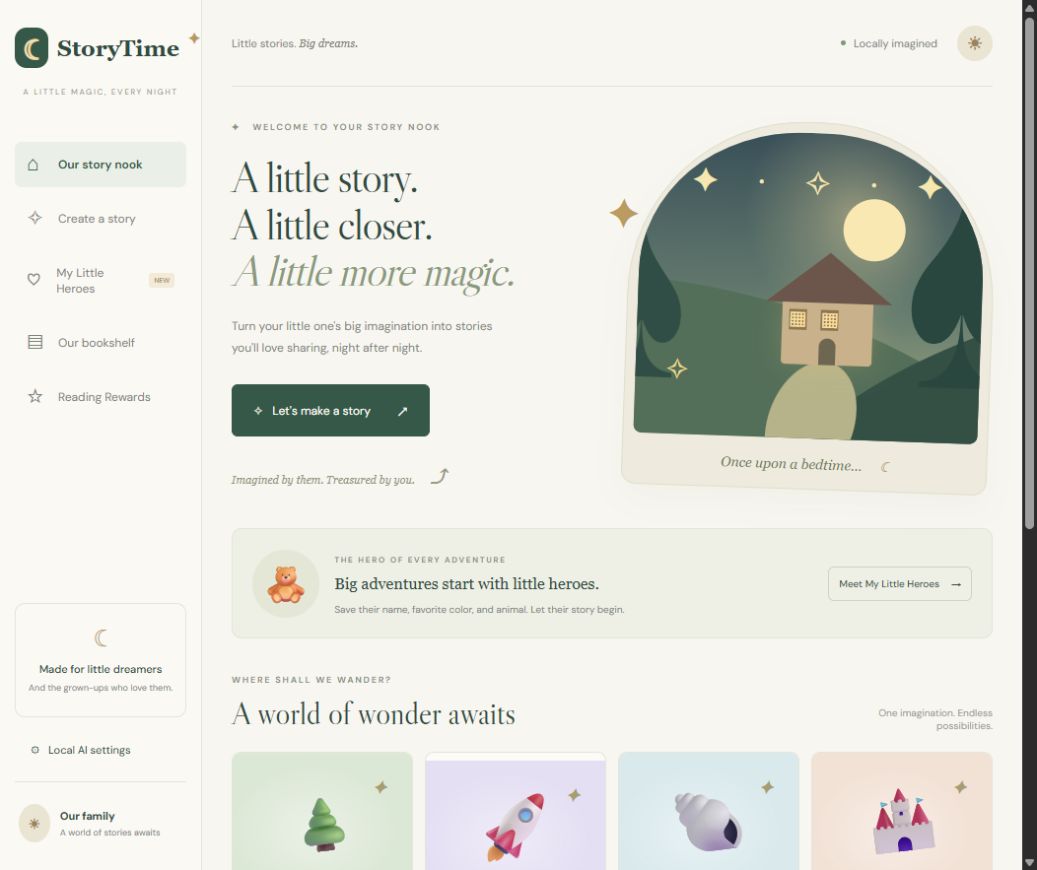 StoryTime
A LITTLE MAGIC, EVERY NIGHT
Our story nook
Create a story
My Little
Heroes
NEW
Our bookshelf
Reading Rewards
Made for little dreamers
And the grown-ups who love them.
Local AI settings
Our family
A world of stories awaits
Little stories. Big dreams.
Locally imagined
WELCOME TO YOUR STORY NOOK
A little story.
A little closer.
A little more magic.
Turn your little one's big imagination into stories
you'll love sharing, night after night.
Let's make a story ↗
Imagined by them. Treasured by you.
Once upon a bedtime...
THE HERO OF EVERY ADVENTURE
Big adventures start with little heroes.
Save their name, favorite color, and animal. Let their story begin.
Meet My Little Heroes →
WHERE SHALL WE WANDER?
A world of wonder awaits
One imagination. Endless
possibilities.